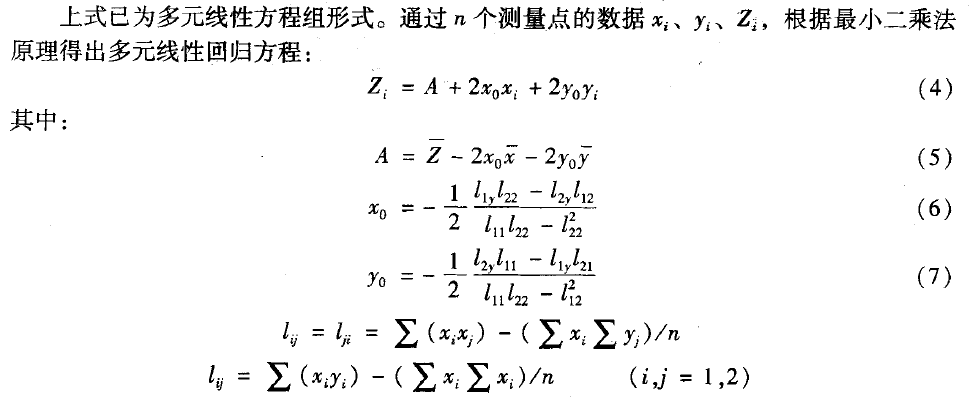 上式已为多元线性方程组形式。通过 n 个测量点的数据 x_i、y_i、Z_i，根据最小二乘法
原理得出多元线性回归方程：
Z_i = A + 2x_0x_i + 2y_0y_i (4)
其中：
A = \overline{Z} - 2x_0\overline{x} - 2y_0\overline{y} (5)
x_0 = -\frac{1}{2} \frac{l_{1y}l_{22} - l_{2y}l_{12}}{l_{11}l_{22} - l_{22}^2} (6)
y_0 = -\frac{1}{2} \frac{l_{2y}l_{11} - l_{1y}l_{21}}{l_{11}l_{22} - l_{12}^2} (7)
l_{ij} = l_{ji} = \sum (x_ix_j) - (\sum x_i \sum y_j)/n
l_{ij} = \sum (x_iy_i) - (\sum x_i \sum x_i)/n (i,j = 1,2)